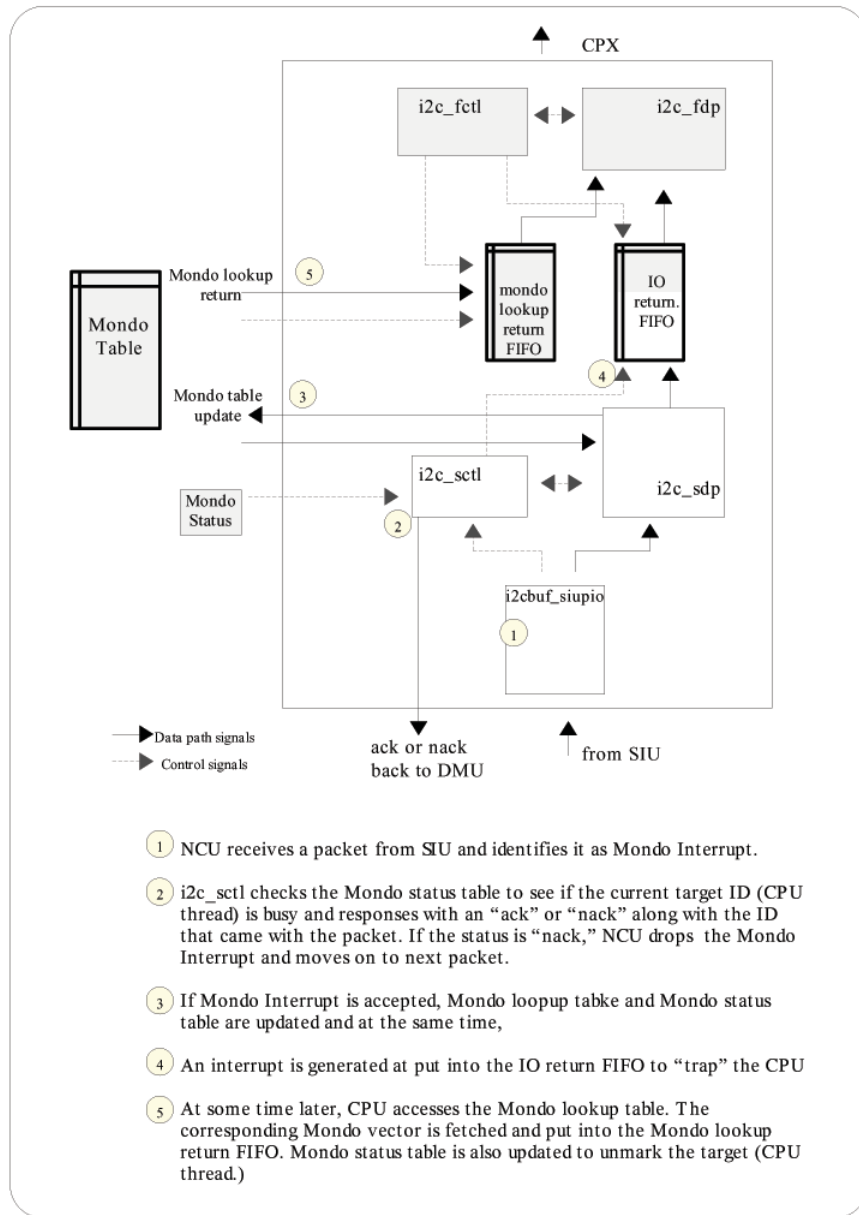 CPX
i2c_fctl
i2c_fdp
Mondo lookup
return
5
mondo
lookup
return
FIFO
IO
return.
FIFO
Mondo
Table
4
Mondo table
update
3
i2c_sctl
i2c_sdp
Mondo
Status
2
i2cbuf_siupio
1
Data path signals
Control signals
ack or nack
back to DMU
from SIU
1 NCU receives a packet from SIU and identifies it as Mondo Interrupt.
2 i2c_sctl checks the Mondo status table to see if the current target ID (CPU
thread) is busy and responses with an “ack” or “nack” along with the ID
that came with the packet. If the status is “nack,” NCU drops the Mondo
Interrupt and moves on to next packet.
3 If Mondo Interrupt is accepted, Mondo loopup tabke and Mondo status
table are updated and at the same time,
4 An interrupt is generated at put into the IO return FIFO to “trap” the CPU
5 At some time later, CPU accesses the Mondo lookup table. The
corresponding Mondo vector is fetched and put into the Mondo lookup
return FIFO. Mondo status table is also updated to unmark the target (CPU
thread.)